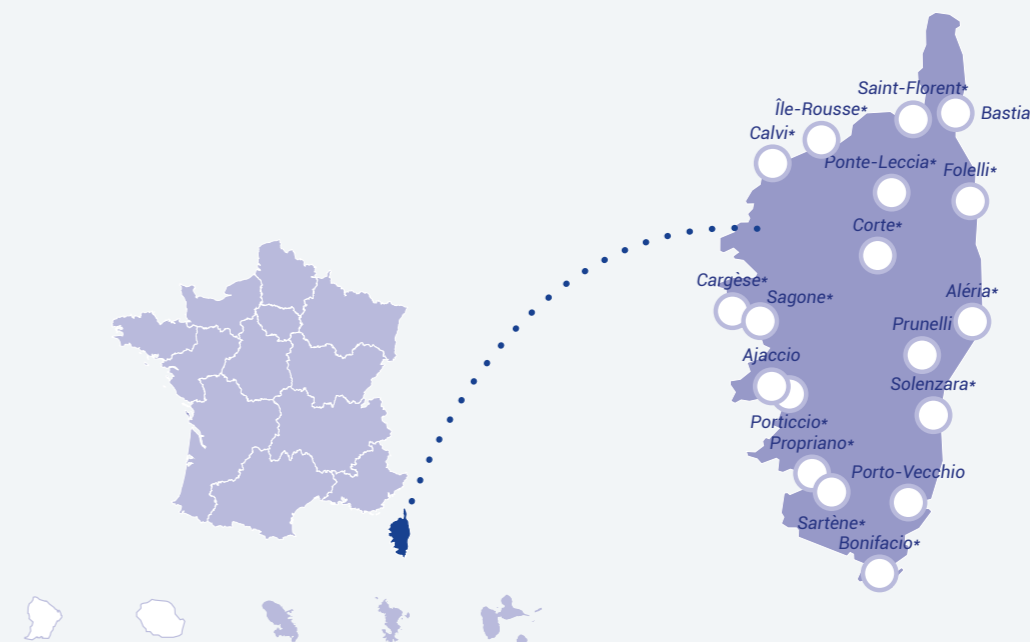 Saint-Florent*
Île-Rousse*
Bastia
Calvi*
Ponte-Leccia*
Folelli*
Corte*
Cargèse*
Sagone*
Aléria*
Prunelli
Ajaccio
Solenzara*
Porticcio*
Propriano*
Porto-Vecchio
Sartène*
Bonifacio*